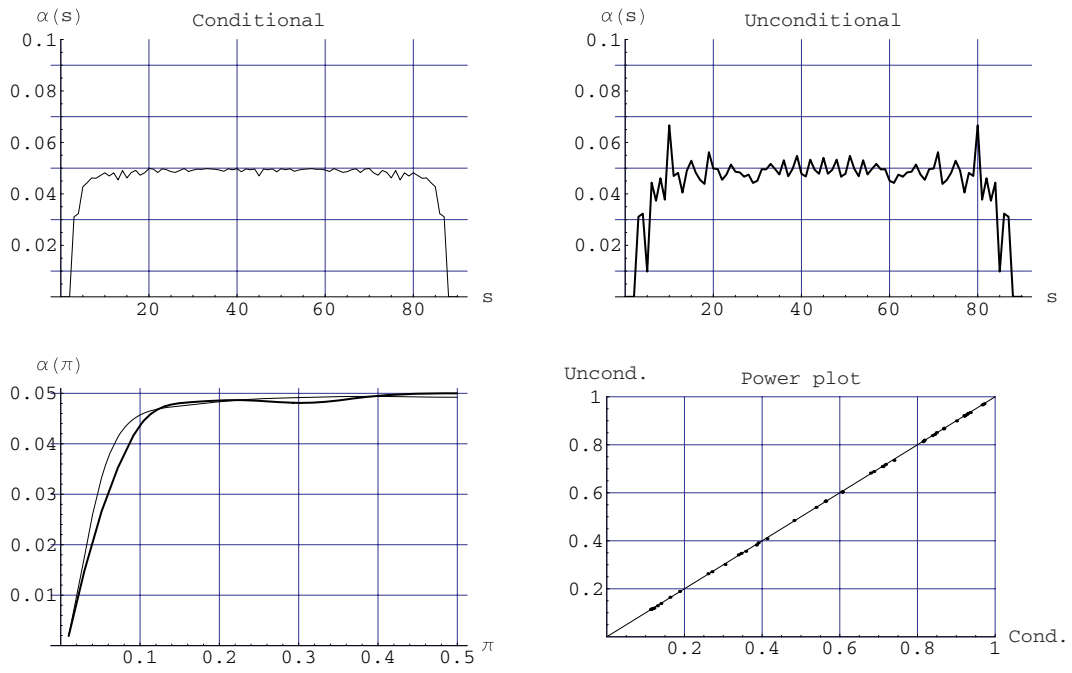 α(s) Conditional
0.1
0.08
0.06
0.04
0.02
20 40 60 80 s
α(s) Unconditional
0.1
0.08
0.06
0.04
0.02
20 40 60 80 s
α(π)
0.05
0.04
0.03
0.02
0.01
0.1 0.2 0.3 0.4 0.5 π
Uncond. Power plot
1
0.8
0.6
0.4
0.2
0.2 0.4 0.6 0.8 1 Cond.